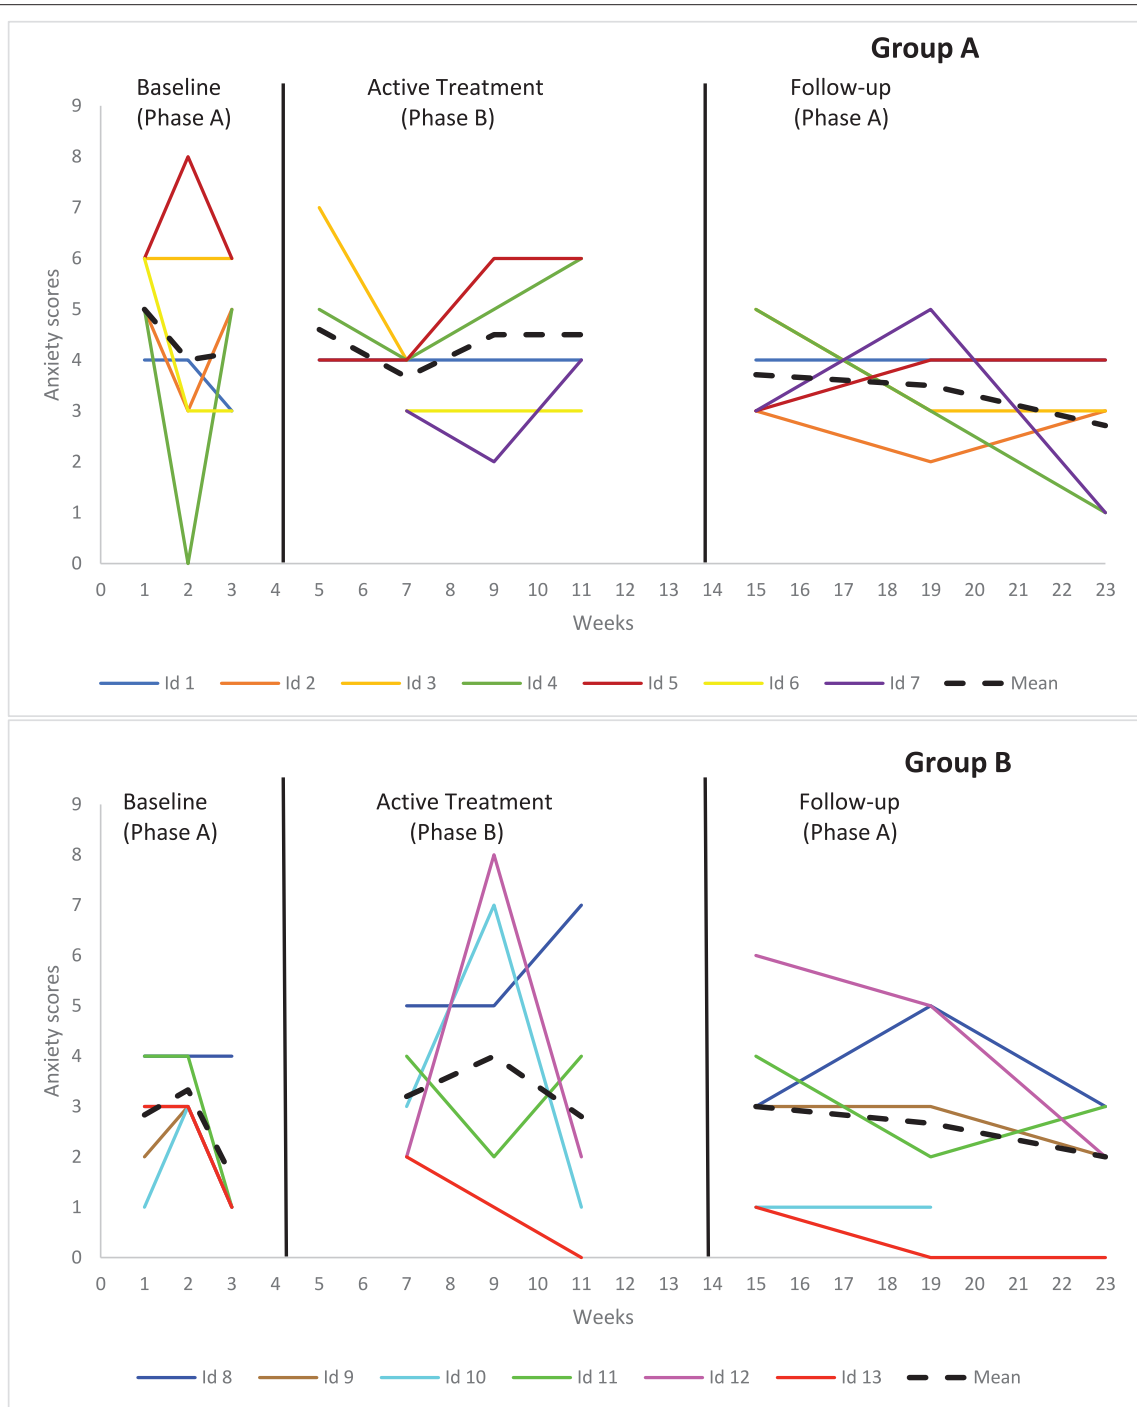 Group A
Baseline
(Phase A)
Active Treatment
(Phase B)
Follow-up
(Phase A)
9
8
7
6
5
4
3
2
1
0
Anxiety scores
0 1 2 3 4 5 6 7 8 9 10 11 12 13 14 15 16 17 18 19 20 21 22 23
Weeks
Id 1 Id 2 Id 3 Id 4 Id 5 Id 6 Id 7 Mean
Group B
Baseline
(Phase A)
Active Treatment
(Phase B)
Follow-up
(Phase A)
9
8
7
6
5
4
3
2
1
0
Anxiety scores
0 1 2 3 4 5 6 7 8 9 10 11 12 13 14 15 16 17 18 19 20 21 22 23
Weeks
Id 8 Id 9 Id 10 Id 11 Id 12 Id 13 Mean